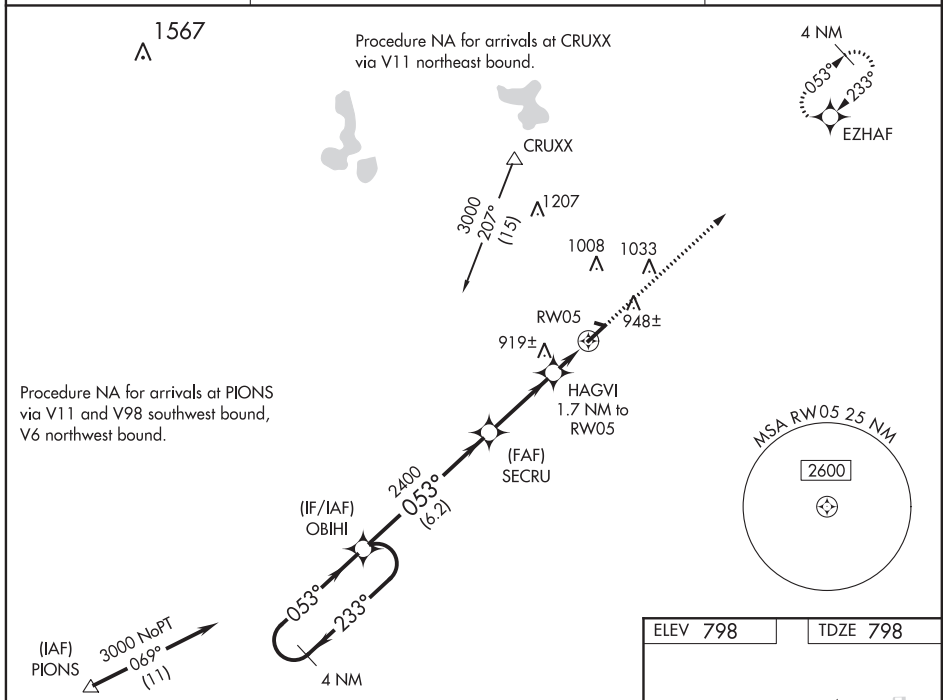 1567
Procedure NA for arrivals at CRUXX
via V11 northeast bound.
4 NM
053°
233°
EZHAF
CRUXX
3000
207°
(15)
1207
1008
1033
RW05
948±
919±
HAGVI
1.7 NM to
RW05
Procedure NA for arrivals at PIONS
via V11 and V98 southwest bound,
V6 northwest bound.
(FAF)
SECRU
MSA RW05 25 NM
2600
2400
053°
(6.2)
(IF/IAF)
OBIHI
053°
233°
4 NM
(IAF)
PIONS
3000 NoPT
069°
(11)
ELEV 798
TDZE 798